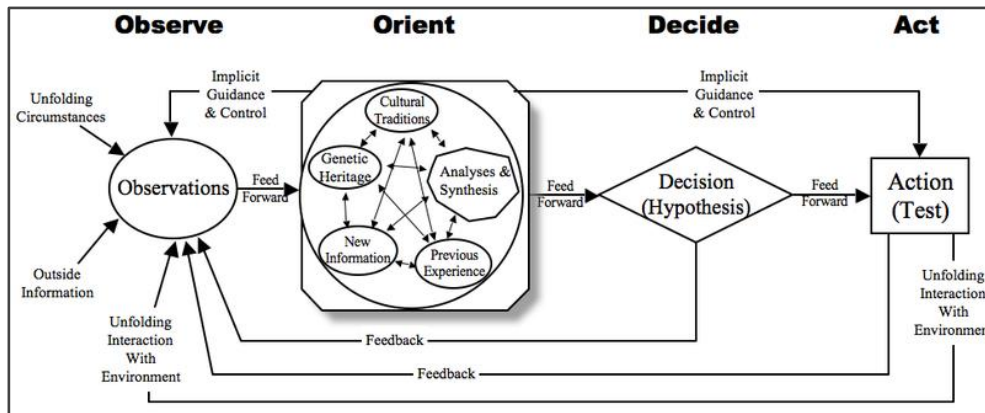 Observe
Orient
Decide
Act
Implicit
Guidance
& Control
Unfolding
Circumstances
Observations
Outside
Information
Unfolding
Interaction
With
Environment
Feed
Forward
Cultural
Traditions
Genetic
Heritage
Analyses &
Synthesis
New
Information
Previous
Experience
Feed
Forward
Implicit
Guidance
& Control
Decision
(Hypothesis)
Feed
Forward
Action
(Test)
Unfolding
Interaction
With
Environment
Feedback
Feedback